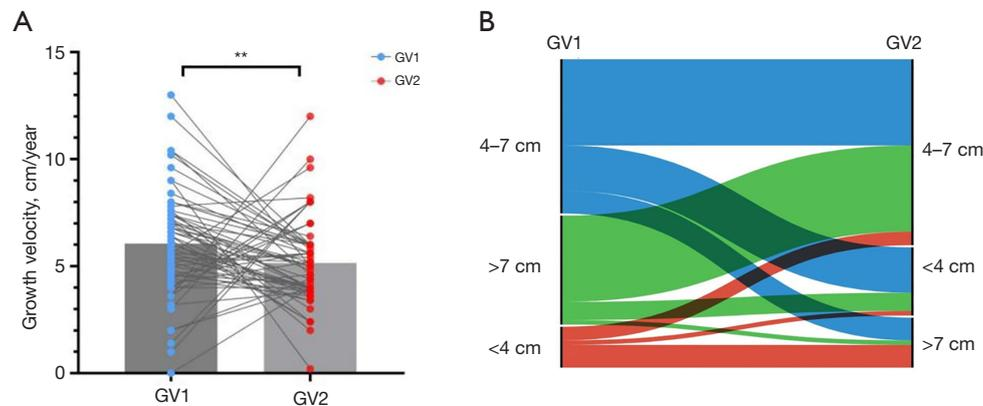 A
15
10
5
0
Growth velocity, cm/year
**
GV1
GV2
GV1
GV2
B
GV1
GV2
4–7 cm
>7 cm
<4 cm
4–7 cm
<4 cm
>7 cm